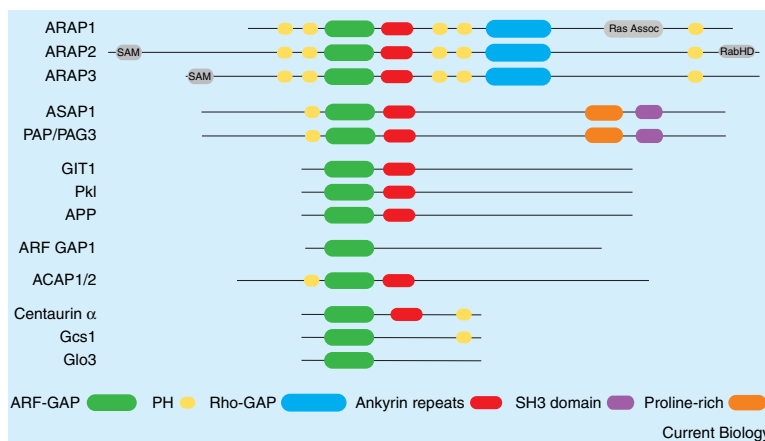 ARAP1
Ras Assoc
ARAP2
SAM
RabHD
ARAP3
SAM
ASAP1
PAP/PAG3
GIT1
Pkl
APP
ARF GAP1
ACAP1/2
Centaurin α
Gcs1
Glo3
ARF-GAP PH Rho-GAP Ankyrin repeats SH3 domain Proline-rich
Current Biology